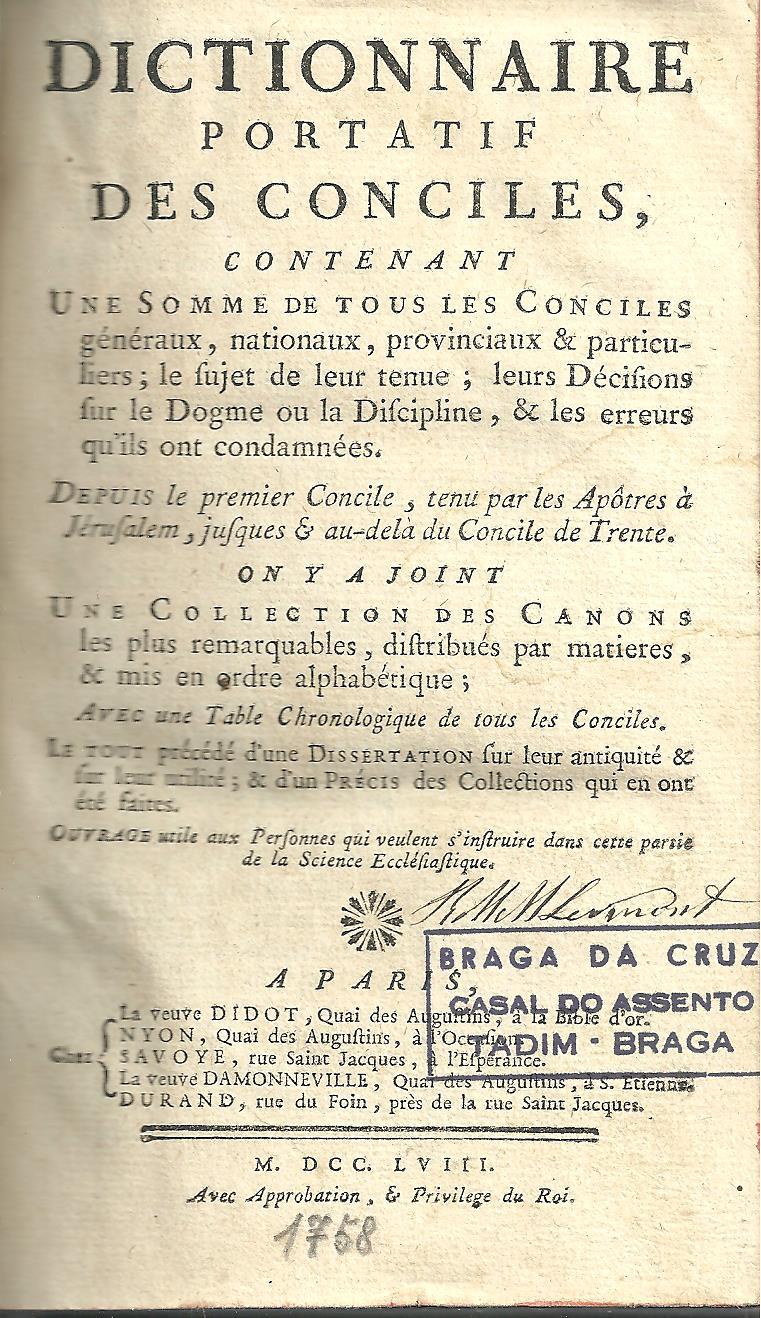 DICTIONNAIRE
PORTATIF
DES CONCILES,
CONTENANT
UNE SOMME DE TOUS LES CONCILES
généraux, nationaux, provinciaux & particu-
liers; le ſujet de leur tenue; leurs Déciſions
ſur le Dogme ou la Diſcipline, & les erreurs
qu'ils ont condamnées.
DEPUIS le premier Concile, tenu par les Apôtres à
Jéruſalem, juſques & au-delà du Concile de Trente.
ON Y A JOINT
UNE COLLECTION DES CANONS
les plus remarquables, diſtribués par matieres,
& mis en ordre alphabétique;
AVEC une Table Chronologique de tous les Conciles.
LE TOUT précédé d'une DISSERTATION ſur leur antiquité &
ſur leur utilité; & d'un PRÉCIS des Collections qui en ont
été faites.
OUVRAGE utile aux Perſonnes qui veulent s'inſtruire dans cette partie
de la Science Eccléſiaſtique.
BRAGA DA CRUZ
CASAL DO ASSENTO
TADIM - BRAGA
A PARIS,
Chez
La veuve DIDOT, Quai des Auguſtins, à la Bible d'or.
NYON, Quai des Auguſtins, à l'Occaſion.
SAVOYE, rue Saint Jacques, à l'Eſpérance.
La veuve DAMONNEVILLE, Quai des Auguſtins, à S. Etienne.
DURAND, rue du Foin, près de la rue Saint Jacques.
M. DCC. LVIII.
Avec Approbation, & Privilege du Roi.
1758